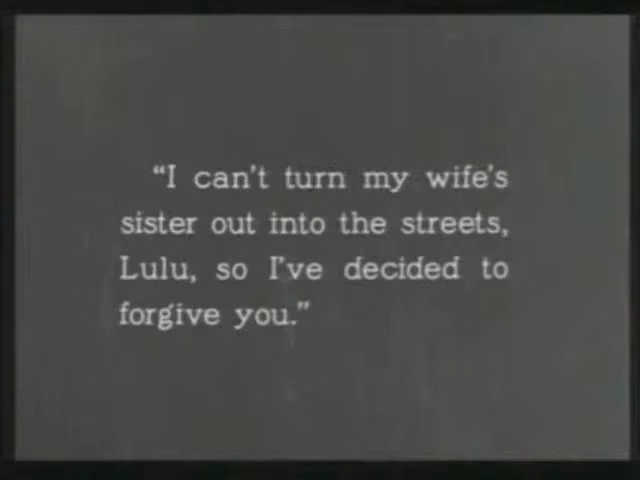 “I can't turn my wife's
sister out into the streets,
Lulu, so I've decided to
forgive you.”